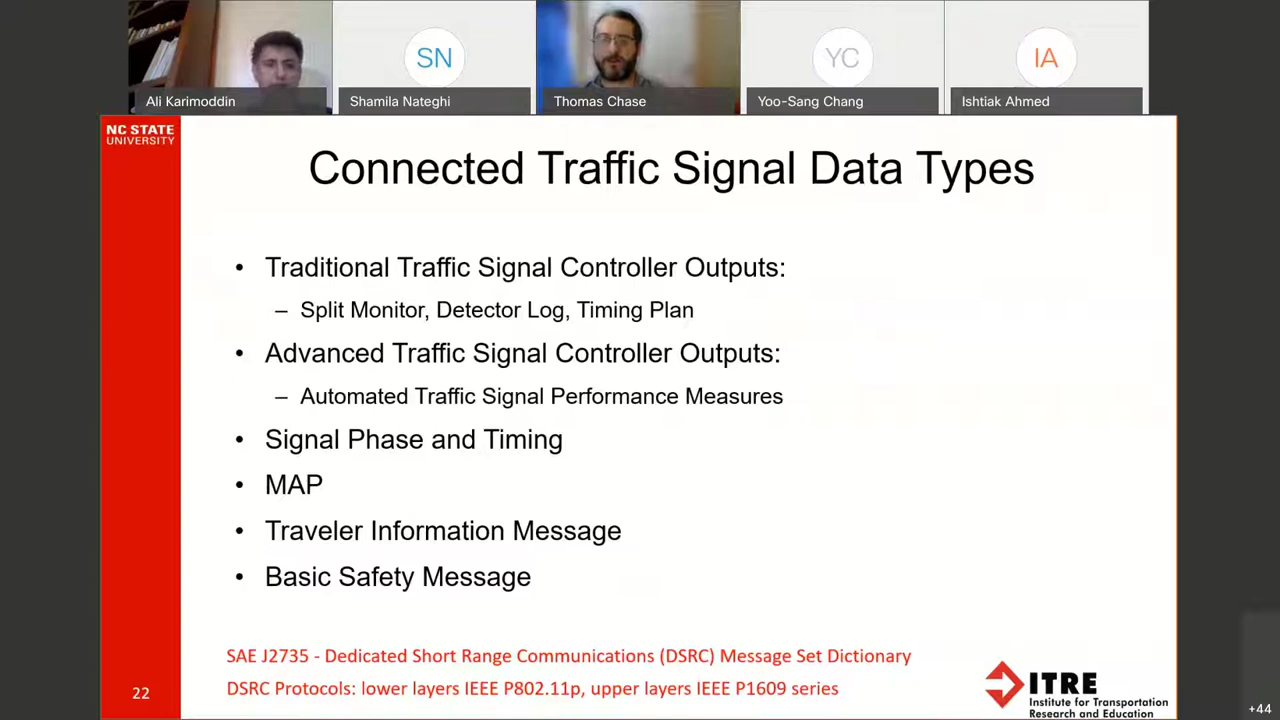 SN
YC
IA
Ali Karimoddin
Shamila Nateghi
Thomas Chase
Yoo-Sang Chang
Ishtiak Ahmed
NC STATE
UNIVERSITY
Connected Traffic Signal Data Types
• Traditional Traffic Signal Controller Outputs:
– Split Monitor, Detector Log, Timing Plan
• Advanced Traffic Signal Controller Outputs:
– Automated Traffic Signal Performance Measures
• Signal Phase and Timing
• MAP
• Traveler Information Message
• Basic Safety Message
SAE J2735 - Dedicated Short Range Communications (DSRC) Message Set Dictionary
DSRC Protocols: lower layers IEEE P802.11p, upper layers IEEE P1609 series
22
ITRE
Institute for Transportation
Research and Education
+44